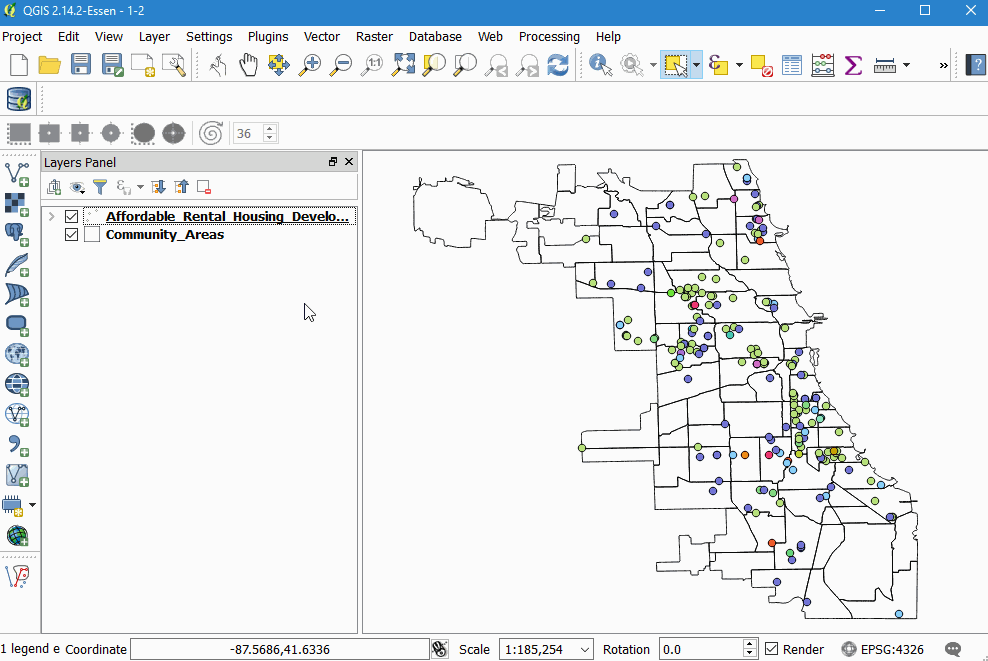 QGIS 2.14.2-Essen - 1-2
Project Edit View Layer Settings Plugins Vector Raster Database Web Processing Help
1:1
»
?
36
Layers Panel
Affordable_Rental_Housing_Develo...
Community_Areas
1 legend e Coordinate -87.5686,41.6336 Scale 1:185,254 Rotation 0.0 Render EPSG:4326